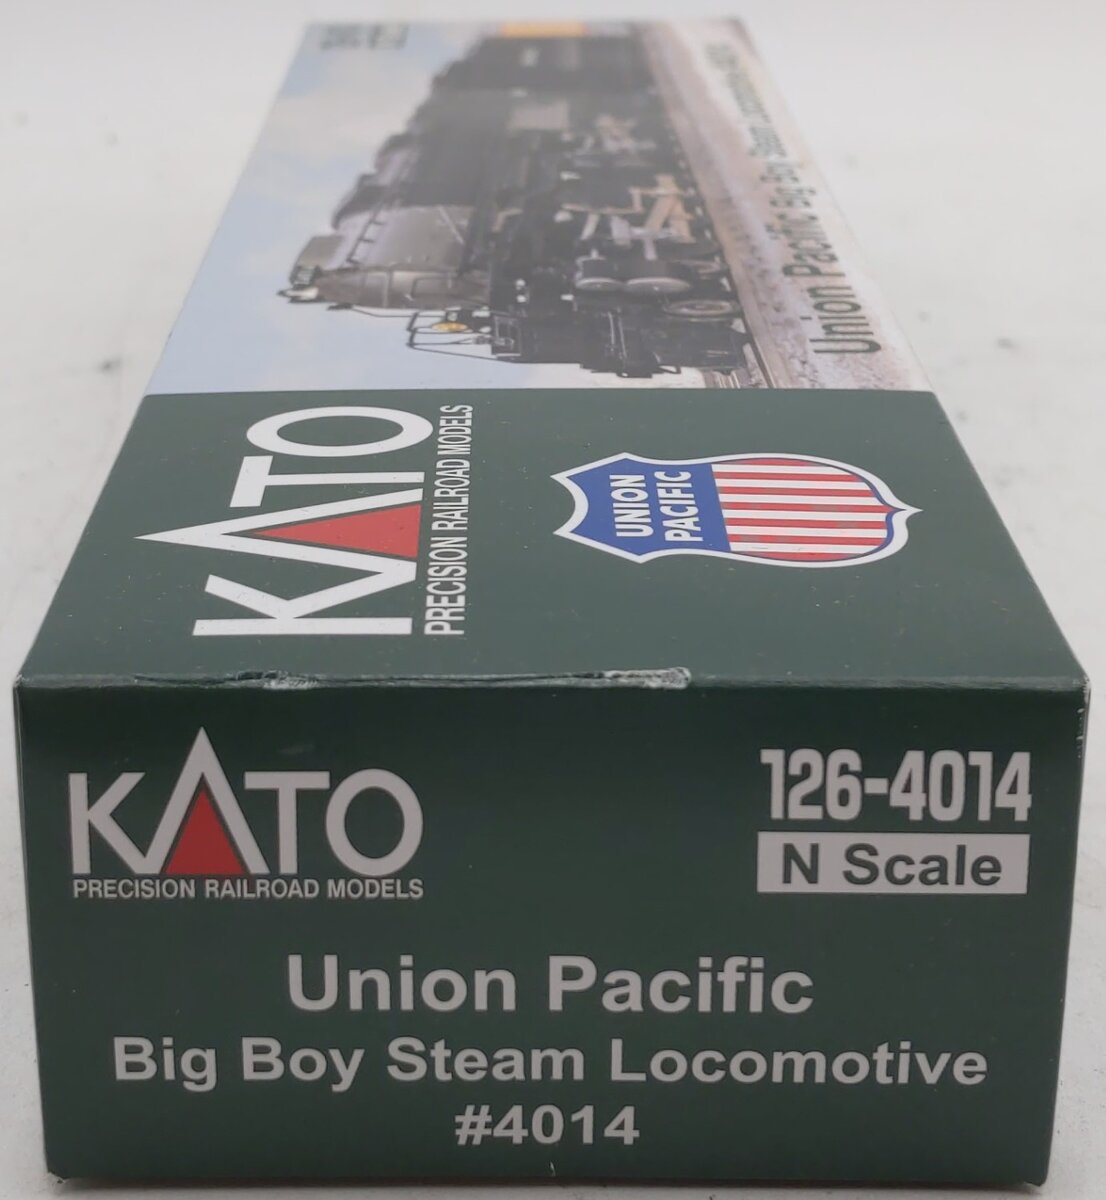 Union Pacific Big Boy Steam Locomotive #4014
KATO
PRECISION RAILROAD MODELS
UNION
PACIFIC
KATO
PRECISION RAILROAD MODELS
126-4014
N Scale
Union Pacific
Big Boy Steam Locomotive
#4014